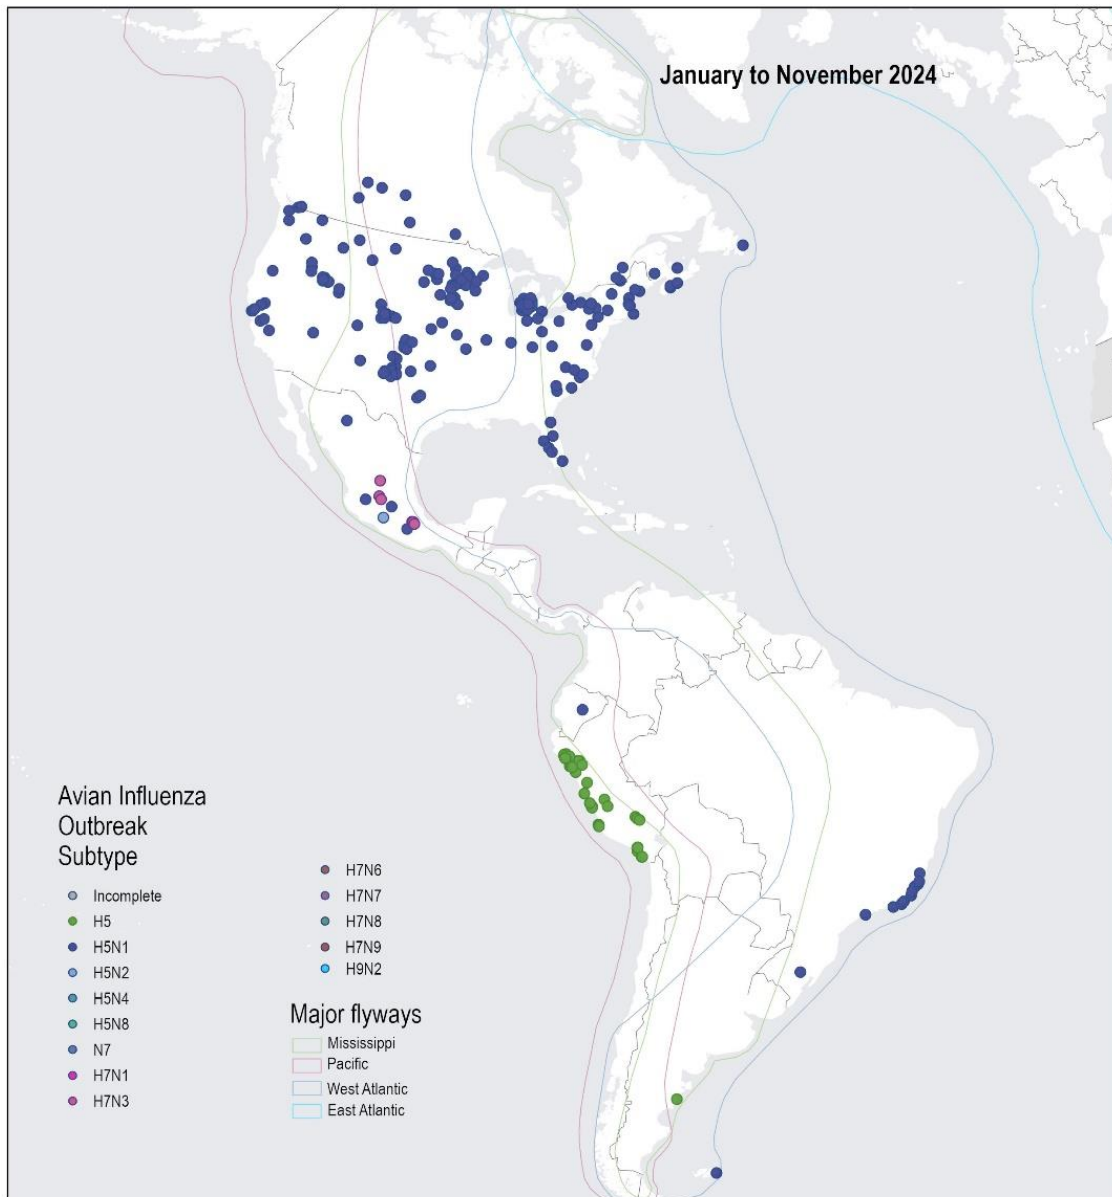 January to November 2024
Avian Influenza
Outbreak
Subtype
Incomplete
H5
H5N1
H5N2
H5N4
H5N8
N7
H7N1
H7N3
H7N6
H7N7
H7N8
H7N9
H9N2
Major flyways
Mississippi
Pacific
West Atlantic
East Atlantic